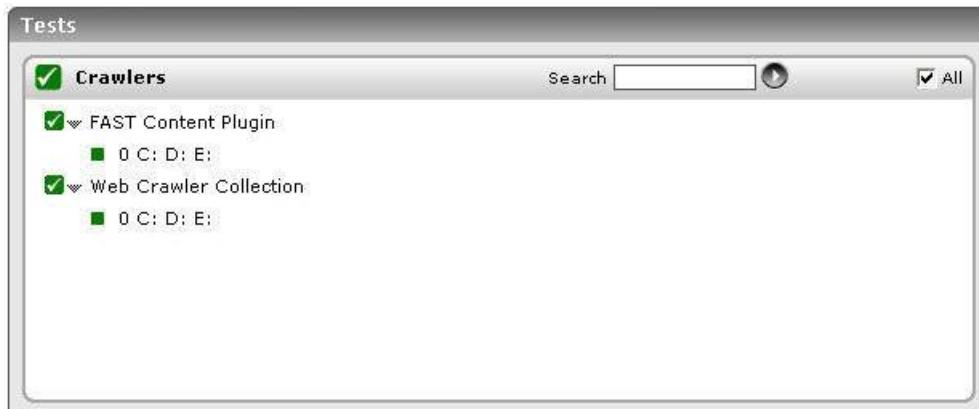 Tests
Crawlers Search All
FAST Content Plugin
0 C: D: E:
Web Crawler Collection
0 C: D: E: